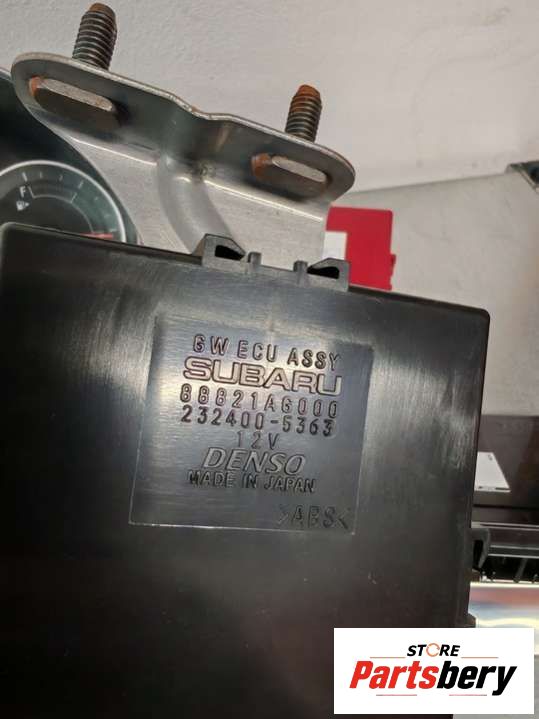 F
GW ECU ASSY
SUBARU
88821AG000
232400-5363
12V
DENSO
MADE IN JAPAN
>ABS<
STORE
Partsbery